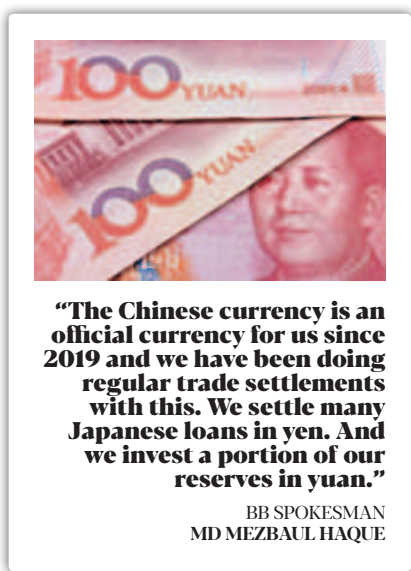 100 YUAN
100 YUAN
“The Chinese currency is an
official currency for us since
2019 and we have been doing
regular trade settlements
with this. We settle many
Japanese loans in yen. And
we invest a portion of our
reserves in yuan.”
BB SPOKESMAN
MD MEZBAUL HAQUE